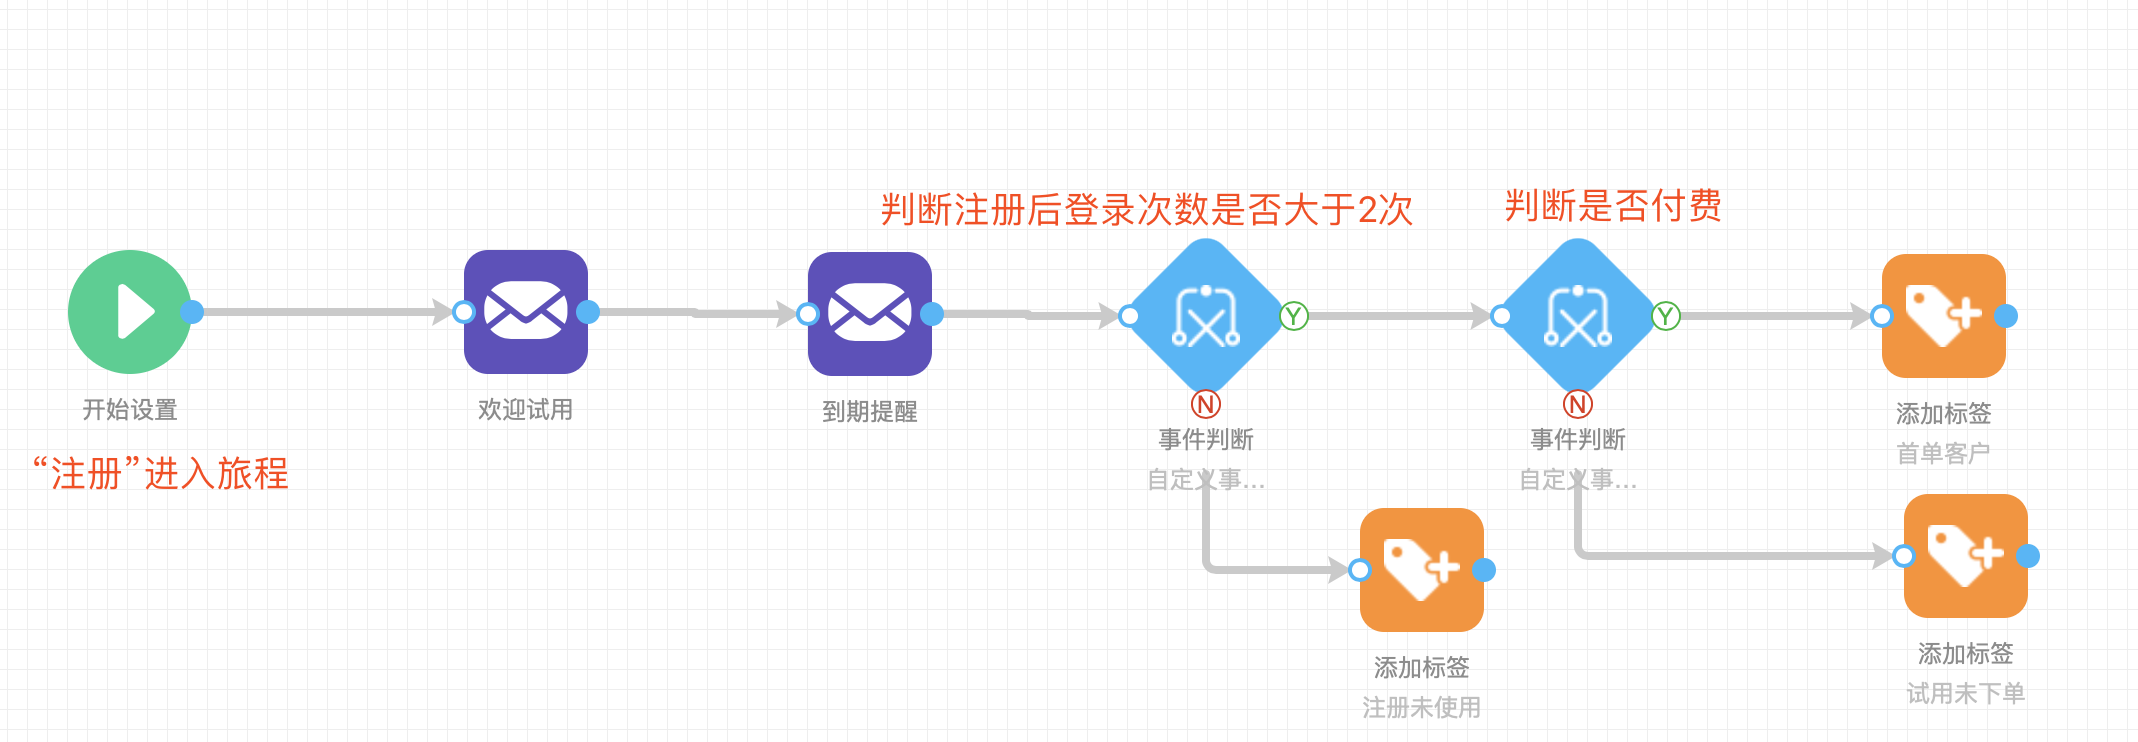 判断注册后登录次数是否大于2次
判断是否付费
Y
Y
开始设置
欢迎试用
到期提醒
N
N
添加标签
首单客户
事件判断
自定义事...
事件判断
自定义事...
“注册”进入旅程
添加标签
注册未使用
添加标签
试用未下单